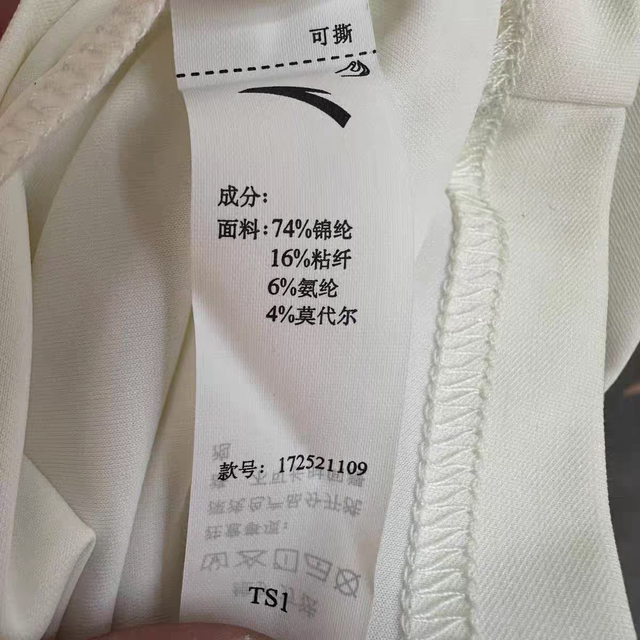 可撕
成分:
面料:74%锦纶
16%粘纤
6%氨纶
4%莫代尔
款号: 172521109
TS1